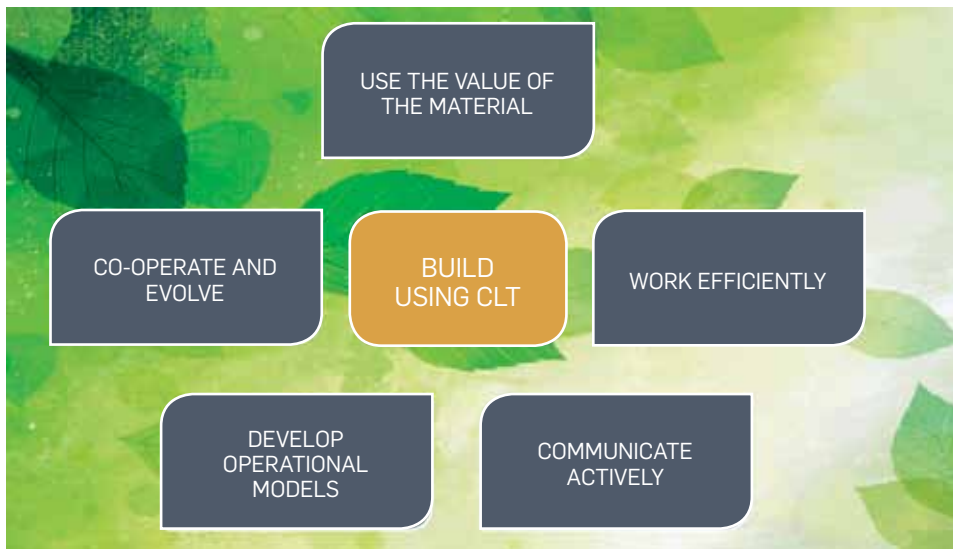 USE THE VALUE OF
THE MATERIAL
CO-OPERATE AND
EVOLVE
BUILD
USING CLT
WORK EFFICIENTLY
DEVELOP
OPERATIONAL
MODELS
COMMUNICATE
ACTIVELY